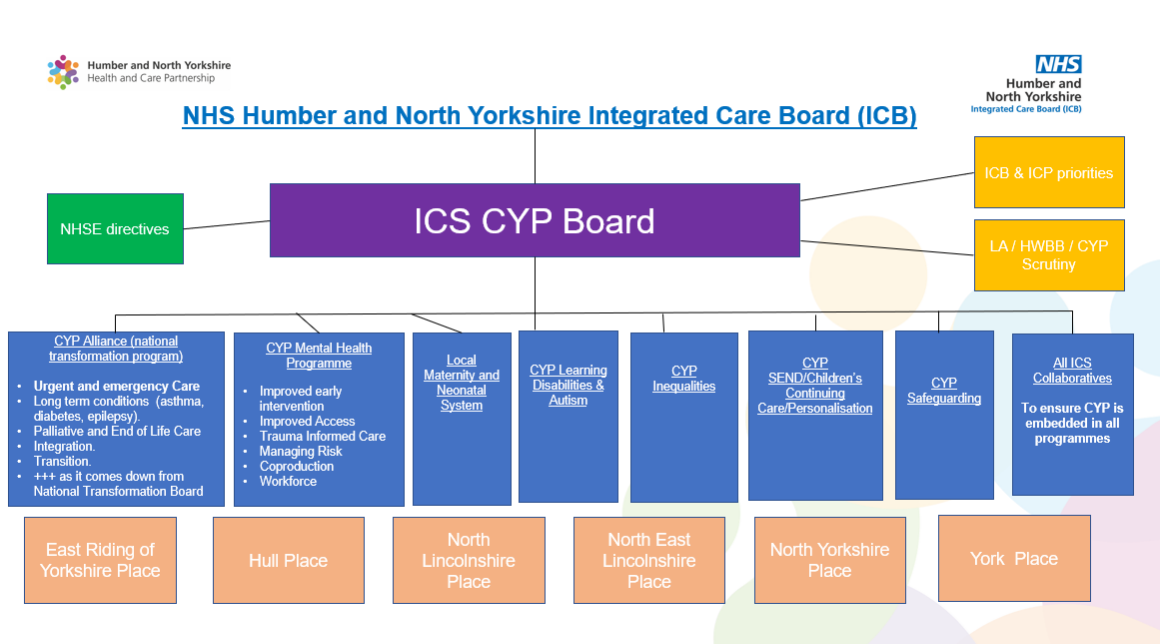 Humber and North Yorkshire
Health and Care Partnership
NHS
Humber and
North Yorkshire
Integrated Care Board (ICB)
NHS Humber and North Yorkshire Integrated Care Board (ICB)
ICB & ICP priorities
NHSE directives
ICS CYP Board
LA / HWBB / CYP
Scrutiny
CYP Alliance (national
transformation program)
• Urgent and emergency Care
• Long term conditions (asthma,
diabetes, epilepsy).
• Palliative and End of Life Care
• Integration.
• Transition.
• +++ as it comes down from
National Transformation Board
CYP Mental Health
Programme
• Improved early
intervention
• Improved Access
• Trauma Informed Care
• Managing Risk
• Coproduction
• Workforce
Local
Maternity and
Neonatal
System
CYP Learning
Disabilities &
Autism
CYP
Inequalities
CYP
SEND/Children's
Continuing
Care/Personalisation
CYP
Safeguarding
All ICS
Collaboratives
To ensure CYP is
embedded in all
programmes
East Riding of
Yorkshire Place
Hull Place
North
Lincolnshire
Place
North East
Lincolnshire
Place
North Yorkshire
Place
York Place